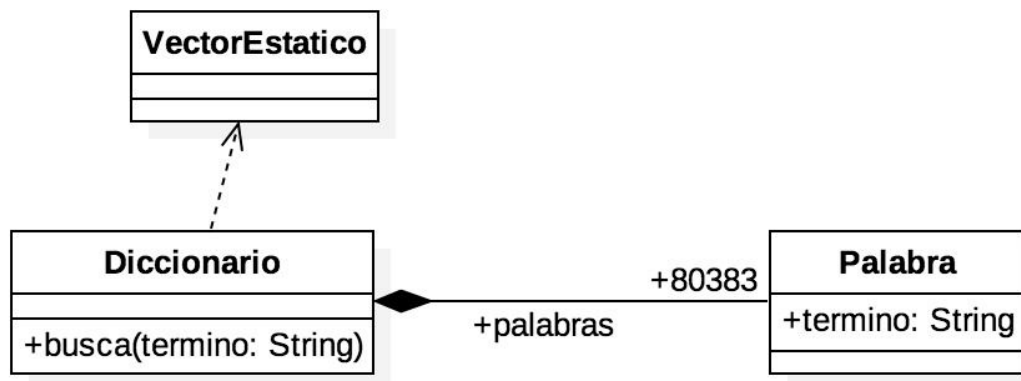 VectorEstatico
Diccionario
+busca(termino: String)
+80383
+palabras
Palabra
+termino: String